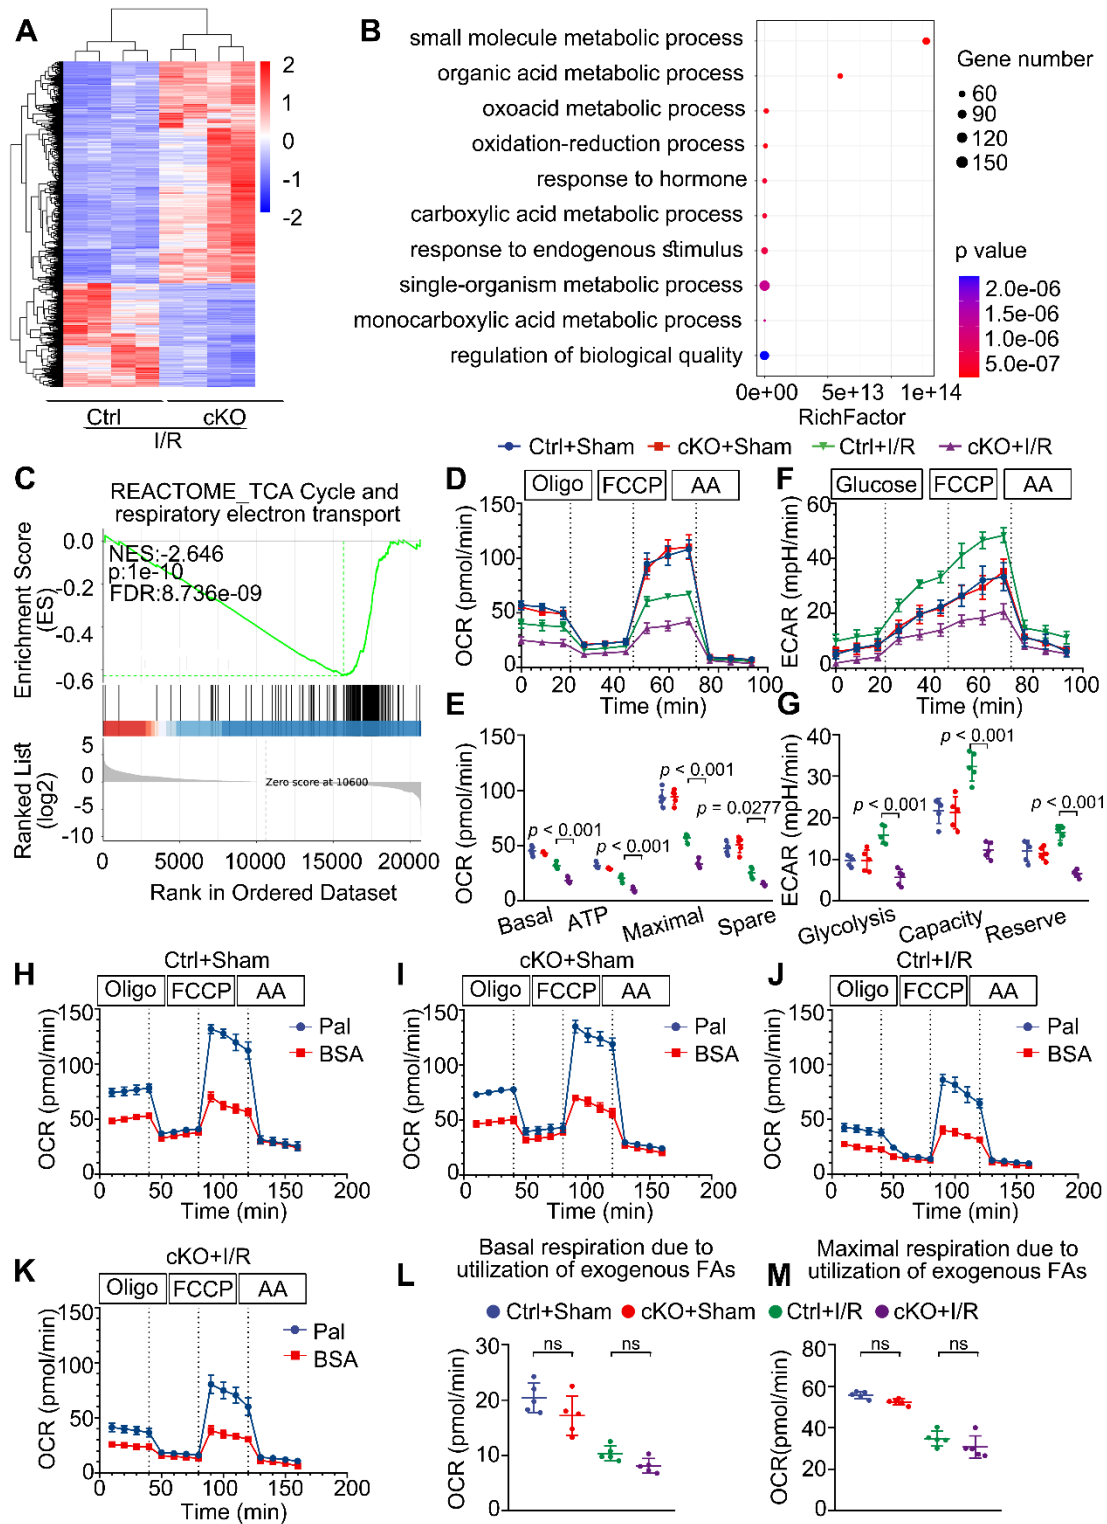 A
2
1
0
-1
-2
Ctrl
cKO
I/R
B
small molecule metabolic process
organic acid metabolic process
oxoacid metabolic process
oxidation-reduction process
response to hormone
carboxylic acid metabolic process
response to endogenous stimulus
single-organism metabolic process
monocarboxylic acid metabolic process
regulation of biological quality
0e+00
5e+13
1e+14
RichFactor
Gene number
60
90
120
150
p value
2.0e-06
1.5e-06
1.0e-06
5.0e-07
C
REACTOME_TCA Cycle and
respiratory electron transport
NES:-2.646
p:1e-10
FDR:8.736e-09
Enrichment Score
(ES)
0.0
-0.2
-0.4
-0.6
Ranked List
(log2)
5
0
-5
-10
Zero score at 10600
0
5000
10000
15000
20000
Rank in Ordered Dataset
Ctrl+Sham
cKO+Sham
Ctrl+I/R
cKO+I/R
D
Oligo
FCCP
AA
OCR (pmol/min)
150
100
50
0
0
20
40
60
80
100
Time (min)
F
Glucose
FCCP
AA
ECAR (mpH/min)
60
40
20
0
0
20
40
60
80
100
Time (min)
E
OCR (pmol/min)
150
100
50
0
p < 0.001
p < 0.001
p < 0.001
p = 0.0277
Basal
ATP
Maximal
Spare
G
ECAR (mpH/min)
40
30
20
10
0
p < 0.001
p < 0.001
p < 0.001
Glycolysis
Capacity
Reserve
H
Ctrl+Sham
Oligo
FCCP
AA
Pal
BSA
OCR (pmol/min)
150
100
50
0
0
50
100
150
200
Time (min)
I
cKO+Sham
Oligo
FCCP
AA
Pal
BSA
OCR (pmol/min)
150
100
50
0
0
50
100
150
200
Time (min)
J
Ctrl+I/R
Oligo
FCCP
AA
Pal
BSA
OCR (pmol/min)
150
100
50
0
0
50
100
150
200
Time (min)
K
cKO+I/R
Oligo
FCCP
AA
Pal
BSA
OCR (pmol/min)
150
100
50
0
0
50
100
150
200
Time (min)
L
Basal respiration due to
utilization of exogenous FAs
M
Maximal respiration due to
utilization of exogenous FAs
Ctrl+Sham
cKO+Sham
Ctrl+I/R
cKO+I/R
OCR (pmol/min)
30
20
10
0
ns
ns
OCR(pmol/min)
80
60
40
20
0
ns
ns